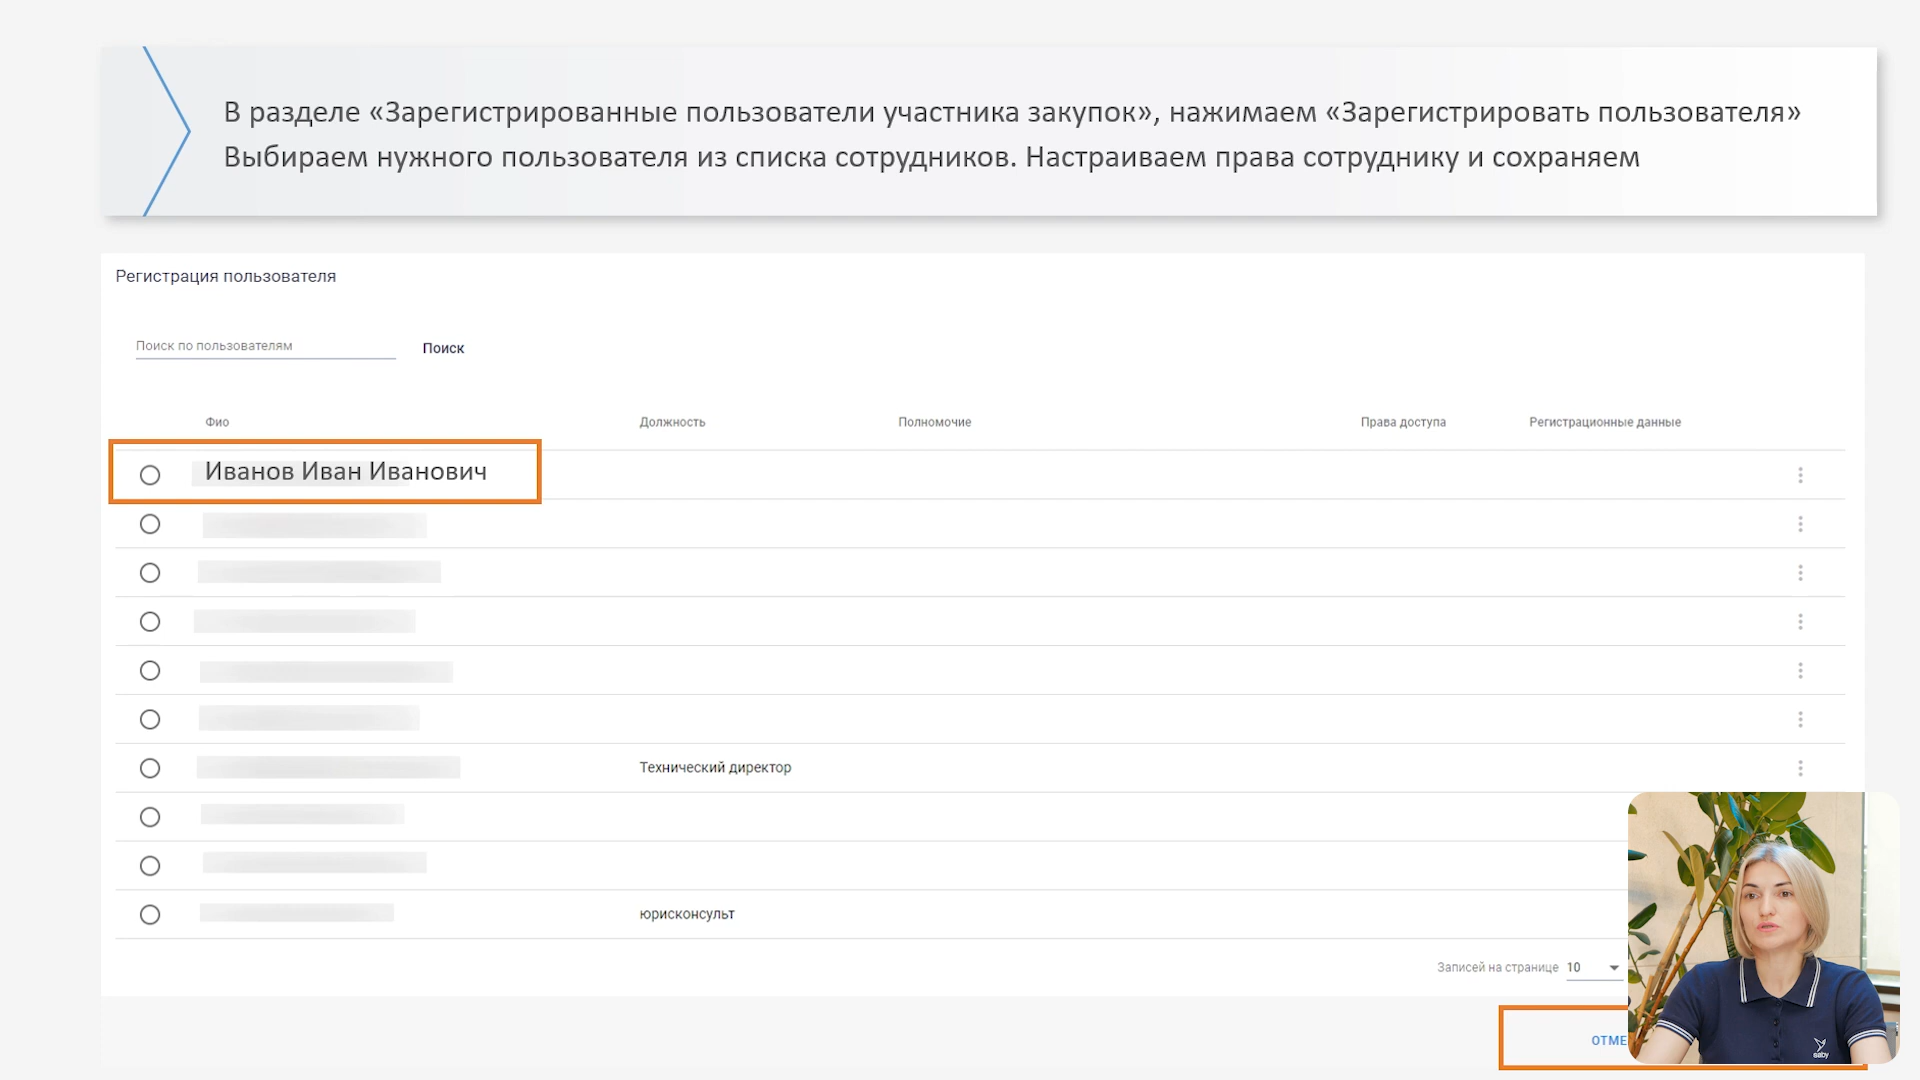 В разделе «Зарегистрированные пользователи участника закупок», нажимаем «Зарегистрировать пользователя»
Выбираем нужного пользователя из списка сотрудников. Настраиваем права сотруднику и сохраняем
Регистрация пользователя
Поиск по пользователям Поиск
Фио Должность Полномочие Права доступа Регистрационные данные
Иванов Иван Иванович
Технический директор
юрисконсульт
Записей на странице 10
ОТМЕ
saby